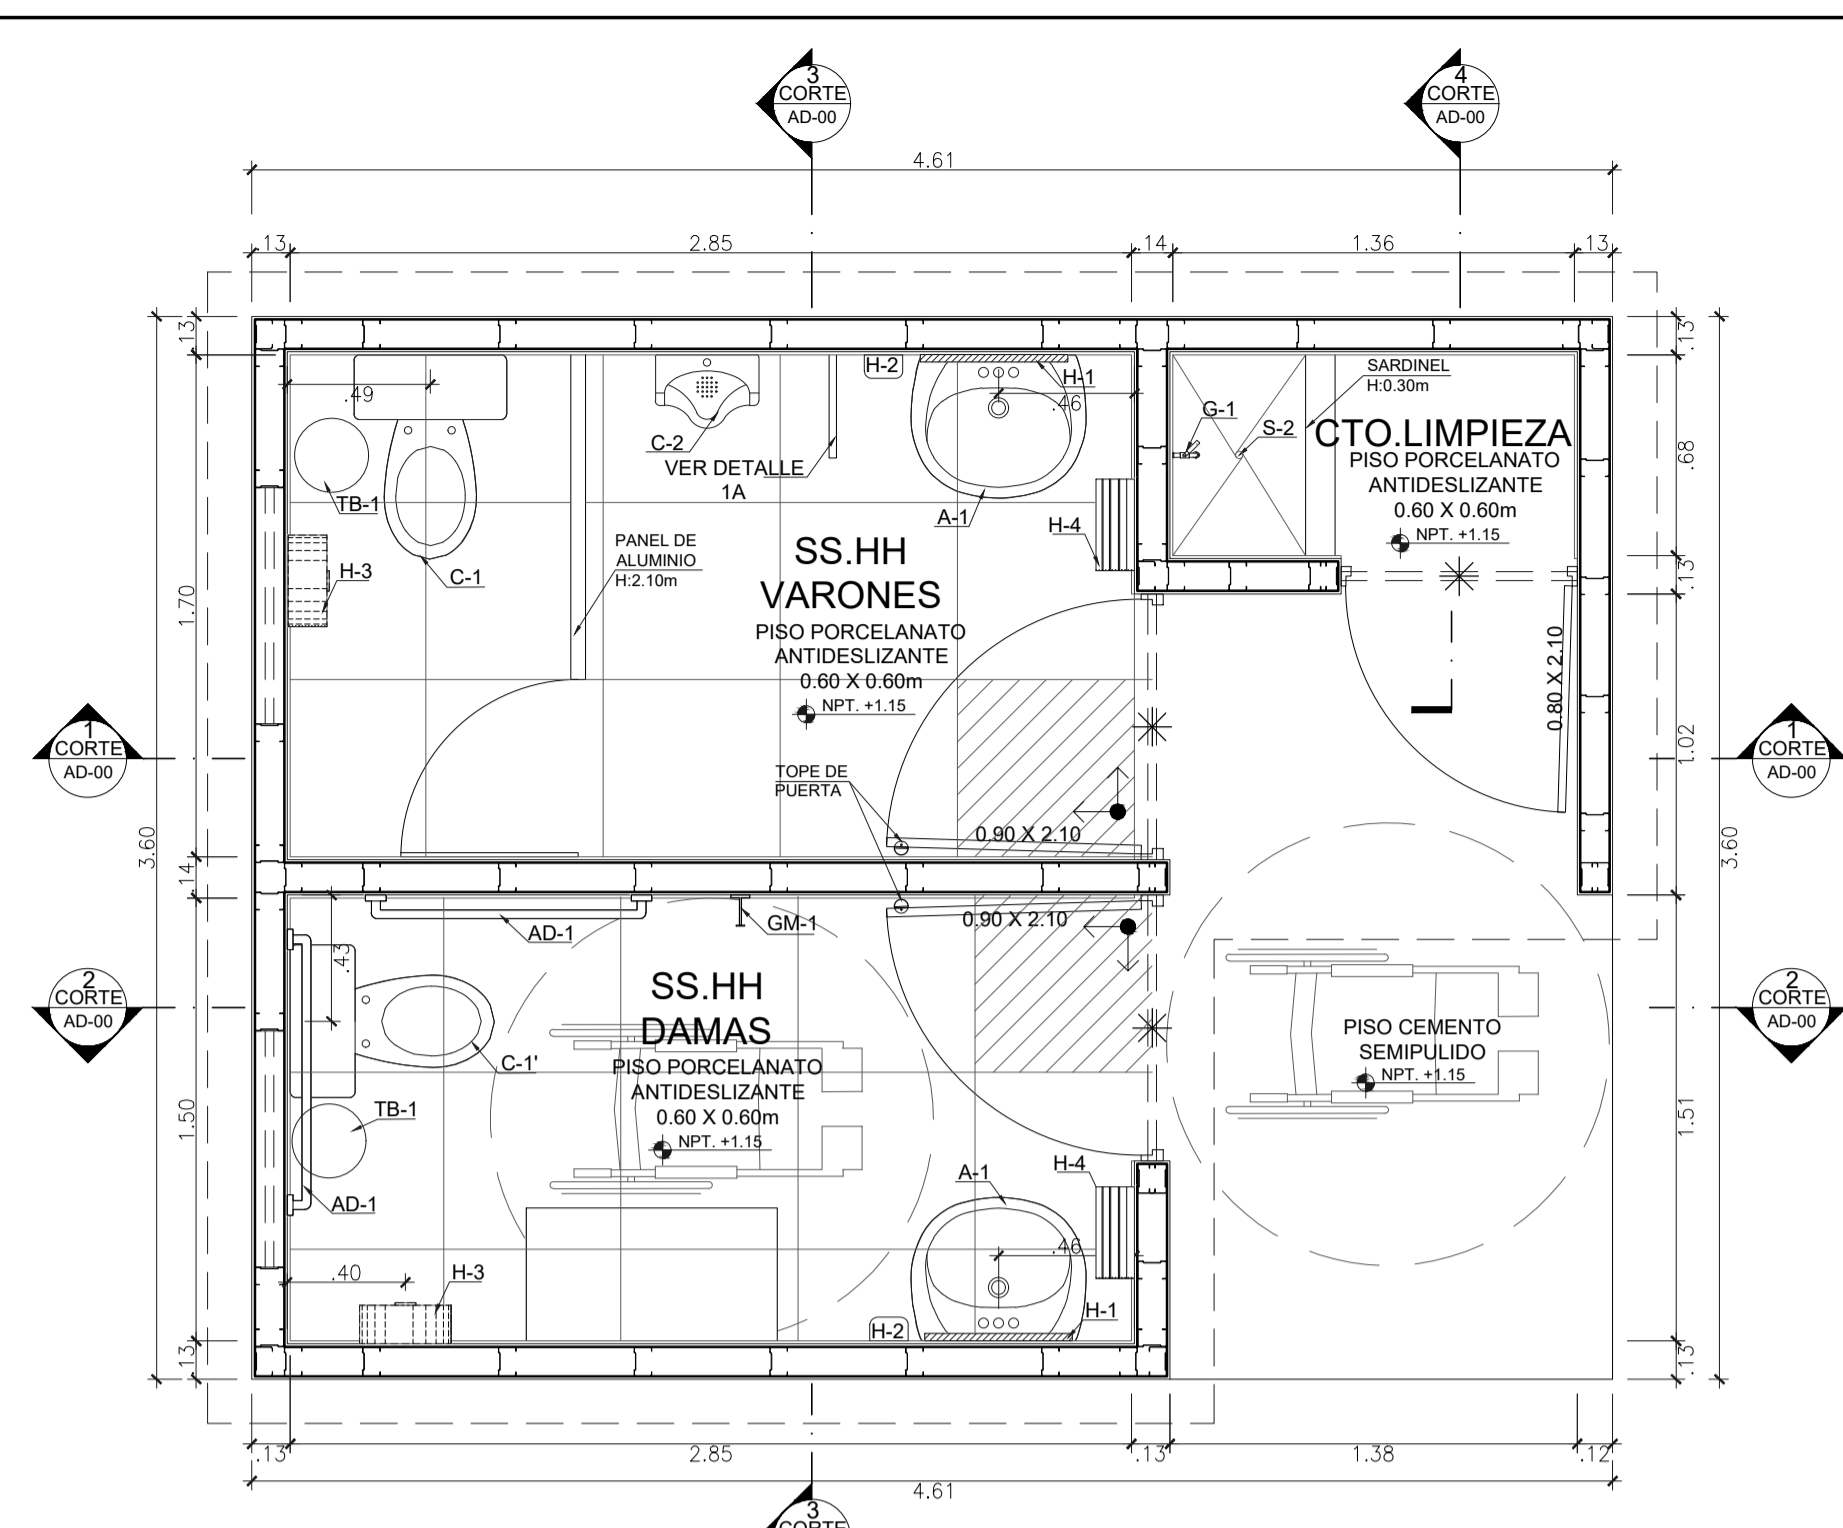 3
CORTE
AD-00
4
CORTE
AD-00
4.61
.13
2.85
.14
1.36
.13
.13
.49
H-2
H-1
.46
SARDINEL
H:0.30m
.13
G-1
S-2
CTO.LIMPIEZA
PISO PORCELANATO
ANTIDESLIZANTE
0.60 X 0.60m
NPT. +1.15
.68
C-2
VER DETALLE
1A
TB-1
A-1
H-4
PANEL DE
ALUMINIO
H:2.10m
SS.HH
VARONES
PISO PORCELANATO
ANTIDESLIZANTE
0.60 X 0.60m
NPT. +1.15
H-3
C-1
.13
1.70
0.80 X 2.10
1
CORTE
AD-00
1.02
1
CORTE
AD-00
TOPE DE
PUERTA
0.90 X 2.10
3.60
3.60
.14
AD-1
GM-1
0.90 X 2.10
.43
2
CORTE
AD-00
SS.HH
DAMAS
PISO PORCELANATO
ANTIDESLIZANTE
0.60 X 0.60m
NPT. +1.15
PISO CEMENTO
SEMIPULIDO
NPT. +1.15
2
CORTE
AD-00
C-1'
TB-1
1.50
1.51
AD-1
A-1
H-4
.46
.40
H-3
H-2
H-1
.13
.13
.13
2.85
.13
1.38
.12
4.61
3
CORTE